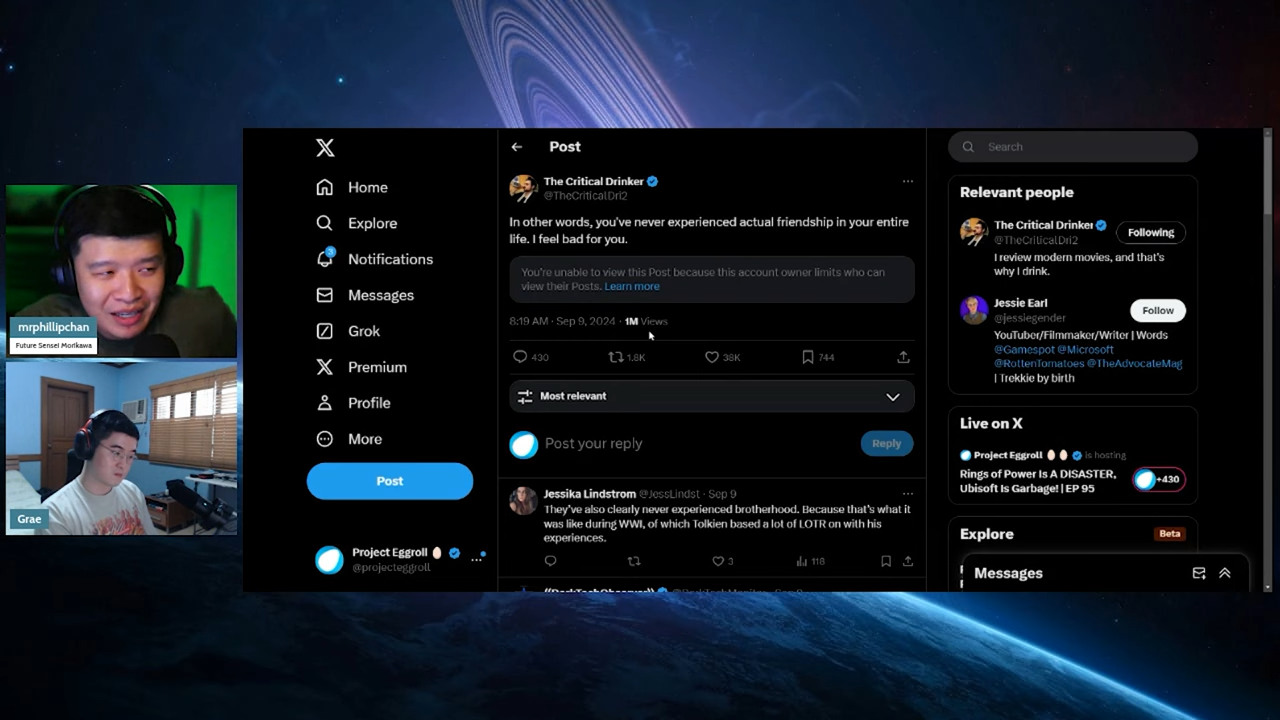 mrphillipchan
Future Sensei Morikawa
Grae
Home
Explore
3
Notifications
Messages
Grok
Premium
Profile
More
Post
Project Eggroll
@projecteggroll
Post
The Critical Drinker
@TheCriticalDri2
In other words, you've never experienced actual friendship in your entire
life. I feel bad for you.
You're unable to view this Post because this account owner limits who can
view their Posts. Learn more
8:19 AM · Sep 9, 2024 · 1M Views
430
1.8K
38K
744
Most relevant
Post your reply
Reply
Jessika Lindstrom @JessLindst · Sep 9
They've also clearly never experienced brotherhood. Because that's what it
was like during WWI, of which Tolkien based a lot of LOTR on with his
experiences.
3
118
Search
Relevant people
The Critical Drinker
@TheCriticalDri2
Following
I review modern movies, and that's
why I drink.
Jessie Earl
@jessiegender
Follow
YouTuber/Filmmaker/Writer | Words
@Gamespot @Microsoft
@RottenTomatoes @TheAdvocateMag
| Trekkie by birth
Live on X
Project Eggroll is hosting
Rings of Power Is A DISASTER,
Ubisoft Is Garbage! | EP 95
+430
Explore
Beta
Messages